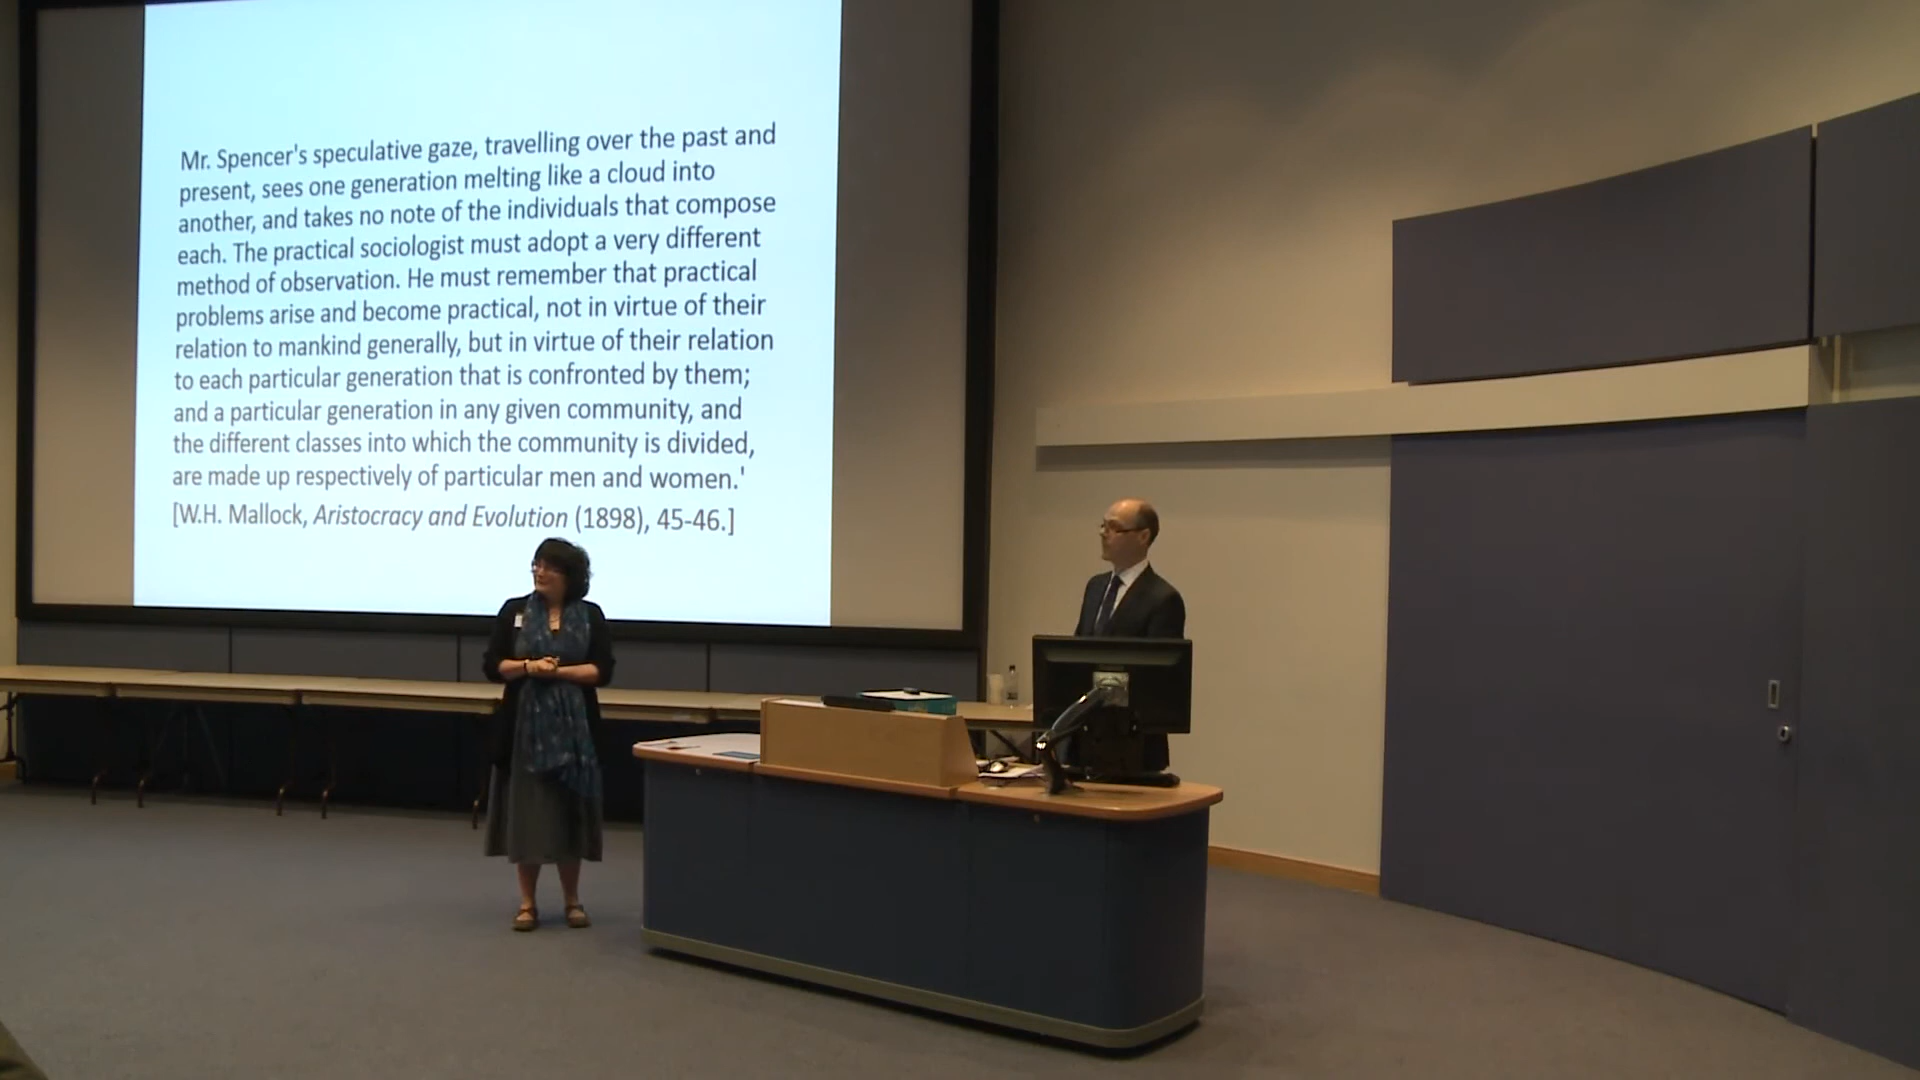 Mr. Spencer's speculative gaze, travelling over the past and
present, sees one generation melting like a cloud into
another, and takes no note of the individuals that compose
each. The practical sociologist must adopt a very different
method of observation. He must remember that practical
problems arise and become practical, not in virtue of their
relation to mankind generally, but in virtue of their relation
to each particular generation that is confronted by them;
and a particular generation in any given community, and
the different classes into which the community is divided,
are made up respectively of particular men and women.'
[W.H. Mallock, Aristocracy and Evolution (1898), 45-46.]